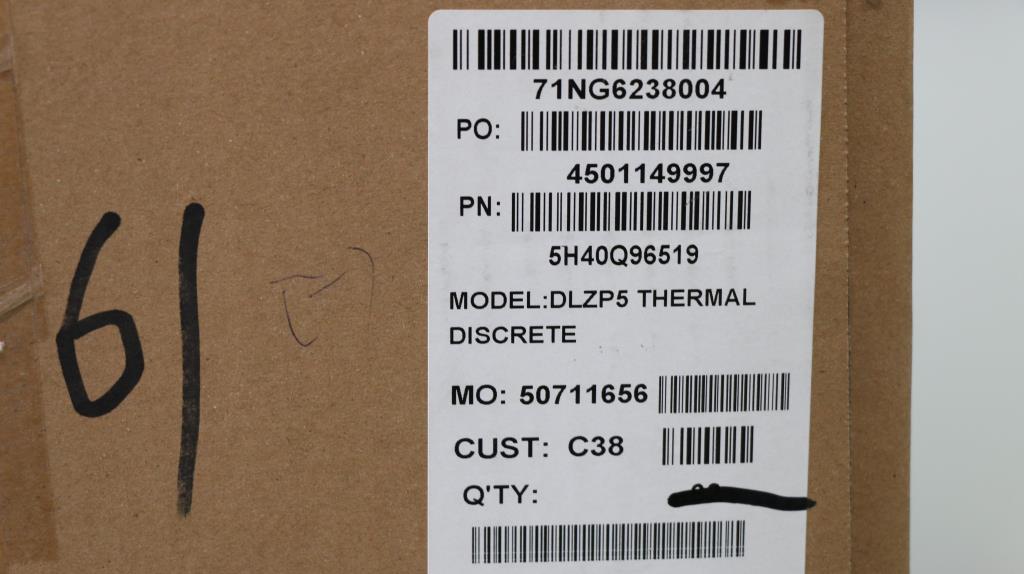 61
71NG6238004
PO:
4501149997
PN:
5H40Q96519
MODEL:DLZP5 THERMAL
DISCRETE
MO: 50711656
CUST: C38
Q'TY: